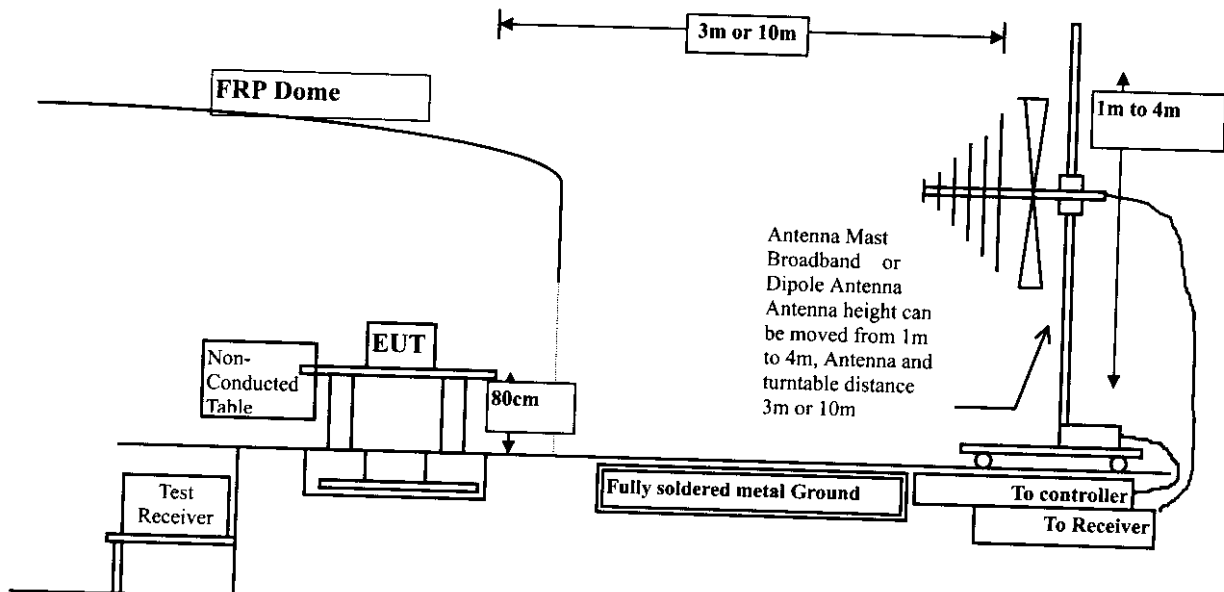 3m or 10m
FRP Dome
1m to 4m
Antenna Mast
Broadband or
Dipole Antenna
Antenna height can
be moved from 1m
to 4m, Antenna and
turntable distance
3m or 10m
EUT
Non-
Conducted
Table
80cm
Test
Receiver
Fully soldered metal Ground
To controller
To Receiver